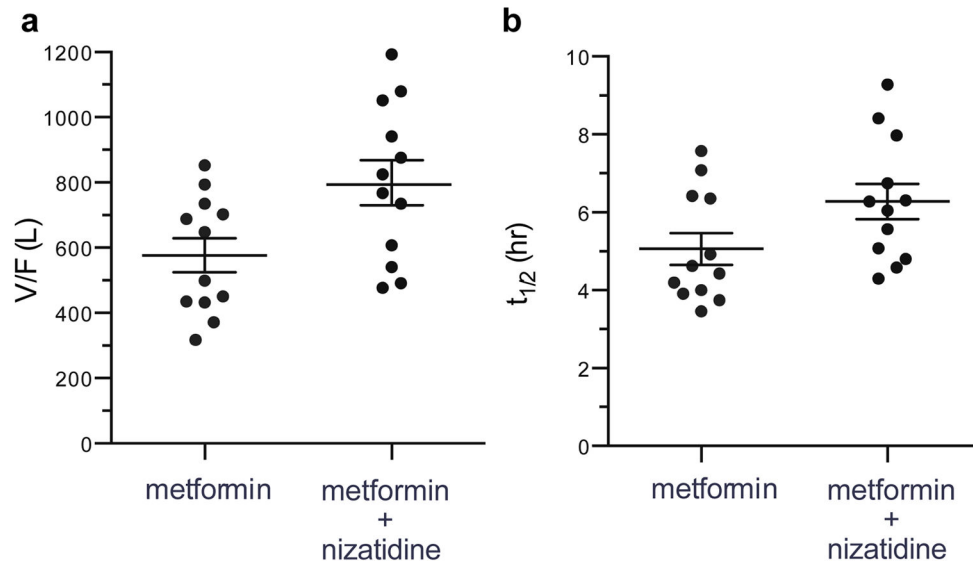 a
V/F (L)
1200
1000
800
600
400
200
0
metformin
metformin
+
nizatidine
b
t1/2 (hr)
10
8
6
4
2
0
metformin
metformin
+
nizatidine